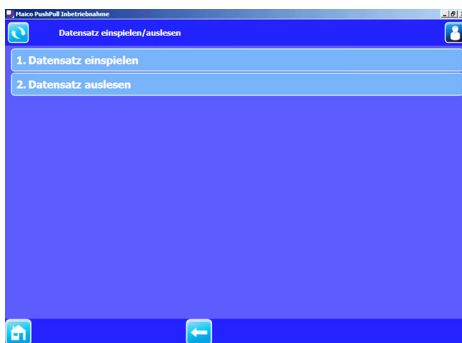 Maico PushPull Inbetriebnahme
Datensatz einspielen/auslesen
1. Datensatz einspielen
2. Datensatz auslesen